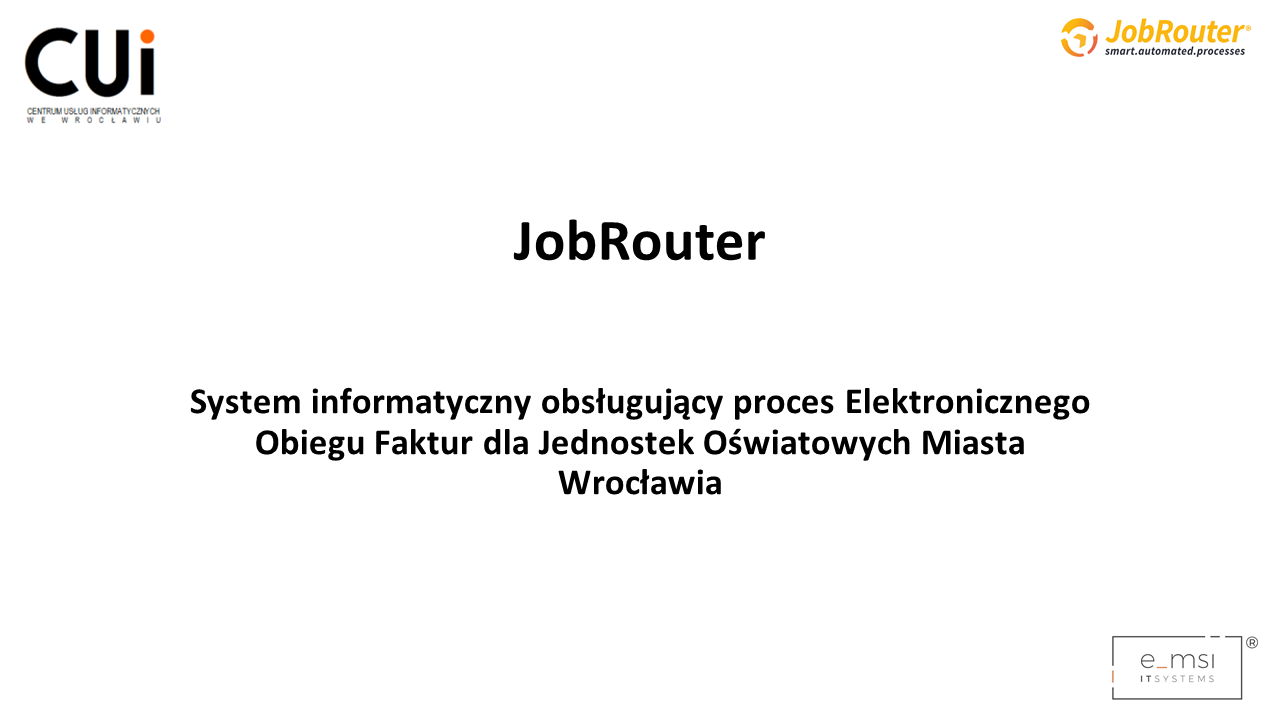 CUi
CENTRUM USŁUG INFORMATYCZNYCH
WE WROCŁAWIU
JobRouter®
smart.automated.processes
JobRouter
System informatyczny obsługujący proces Elektronicznego
Obiegu Faktur dla Jednostek Oświatowych Miasta
Wrocławia
e_msi ®
ITSYSTEMS